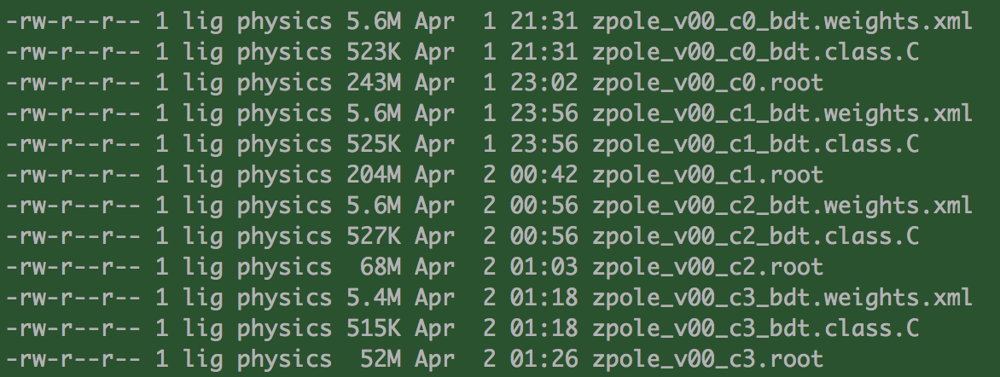 -rw-r--r-- 1 lig physics 5.6M Apr  1 21:31 zpole_v00_c0_bdt.weights.xml
-rw-r--r-- 1 lig physics 523K Apr  1 21:31 zpole_v00_c0_bdt.class.C
-rw-r--r-- 1 lig physics 243M Apr  1 23:02 zpole_v00_c0.root
-rw-r--r-- 1 lig physics 5.6M Apr  1 23:56 zpole_v00_c1_bdt.weights.xml
-rw-r--r-- 1 lig physics 525K Apr  1 23:56 zpole_v00_c1_bdt.class.C
-rw-r--r-- 1 lig physics 204M Apr  2 00:42 zpole_v00_c1.root
-rw-r--r-- 1 lig physics 5.6M Apr  2 00:56 zpole_v00_c2_bdt.weights.xml
-rw-r--r-- 1 lig physics 527K Apr  2 00:56 zpole_v00_c2_bdt.class.C
-rw-r--r-- 1 lig physics  68M Apr  2 01:03 zpole_v00_c2.root
-rw-r--r-- 1 lig physics 5.4M Apr  2 01:18 zpole_v00_c3_bdt.weights.xml
-rw-r--r-- 1 lig physics 515K Apr  2 01:18 zpole_v00_c3_bdt.class.C
-rw-r--r-- 1 lig physics  52M Apr  2 01:26 zpole_v00_c3.root